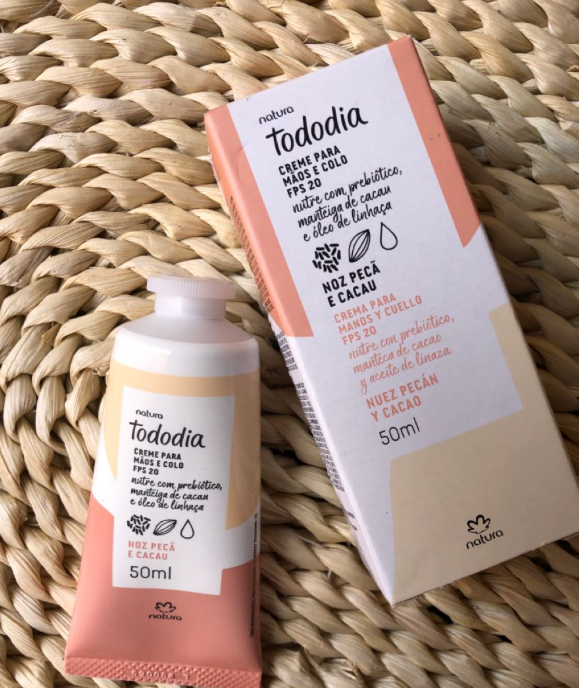 natura
tododia
CREME PARA
MÃOS E COLO
FPS 20
nutre com prebiótico,
manteiga de cacau
e óleo de linhaça
NOZ PECÃ
E CACAU
CREMA PARA
MANOS Y CUELLO
FPS 20
nutre con prebiótico,
manteca de cacao
y aceite de linaza
NUEZ PECÁN
Y CACAO
50ml
natura
natura
tododia
CREME PARA
MÃOS E COLO
FPS 20
nutre com prebiótico,
manteiga de cacau
e óleo de linhaça
NOZ PECÃ
E CACAU
50ml
natura